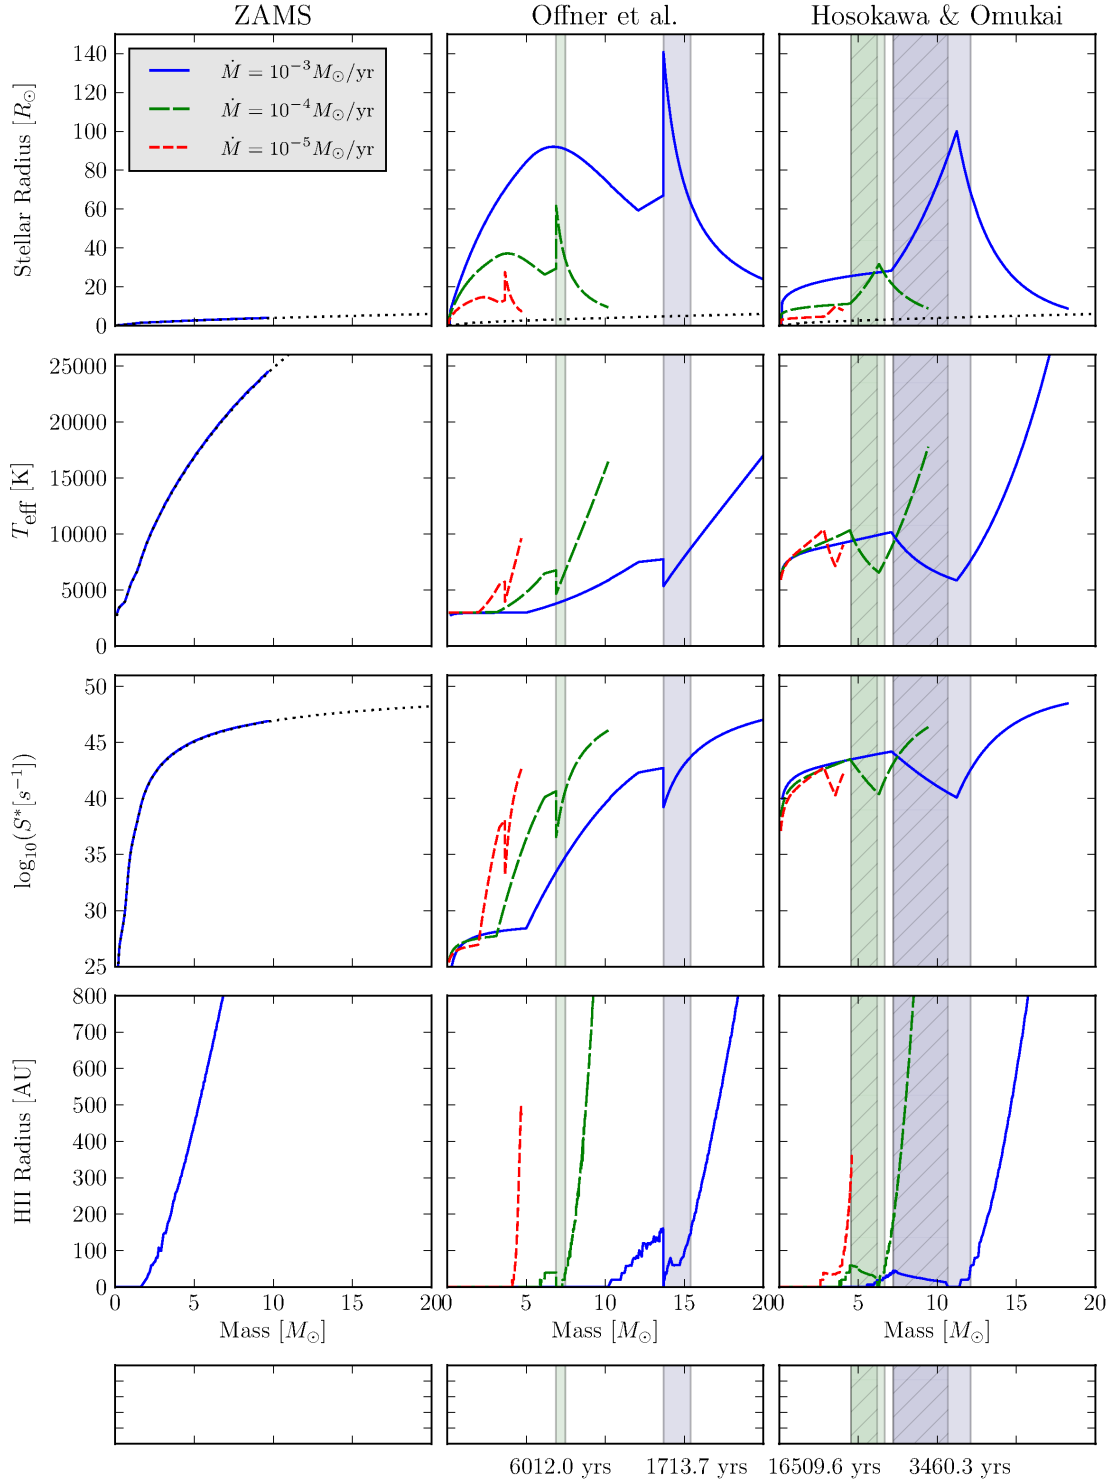 ZAMS Offner et al. Hosokawa & Omukai
Stellar Radius [R⊙]
140
120
100
80
60
40
20
0
Ṁ = 10⁻³M⊙/yr
Ṁ = 10⁻⁴M⊙/yr
Ṁ = 10⁻⁵M⊙/yr
T_eff [K]
25000
20000
15000
10000
5000
0
log₁₀(S*[s⁻¹])
50
45
40
35
30
25
HII Radius [AU]
800
700
600
500
400
300
200
100
0
0 5 10 15 20 0 5 10 15 20 0 5 10 15 20
Mass [M⊙] Mass [M⊙] Mass [M⊙]
6012.0 yrs 1713.7 yrs 16509.6 yrs 3460.3 yrs